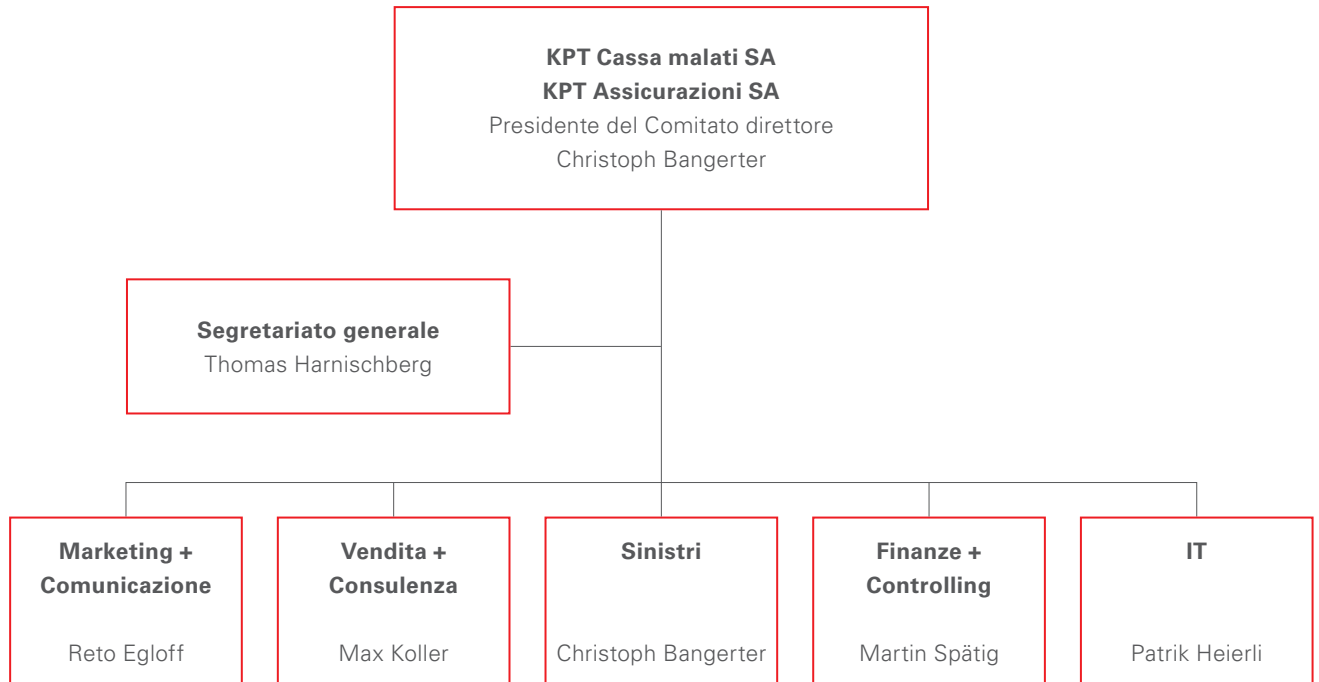 KPT Cassa malati SA
KPT Assicurazioni SA
Presidente del Comitato direttore
Christoph Bangerter
Segretariato generale
Thomas Harnischberg
Marketing +
Comunicazione
Reto Egloff
Vendita +
Consulenza
Max Koller
Sinistri
Christoph Bangerter
Finanze +
Controlling
Martin Spätig
IT
Patrik Heierli